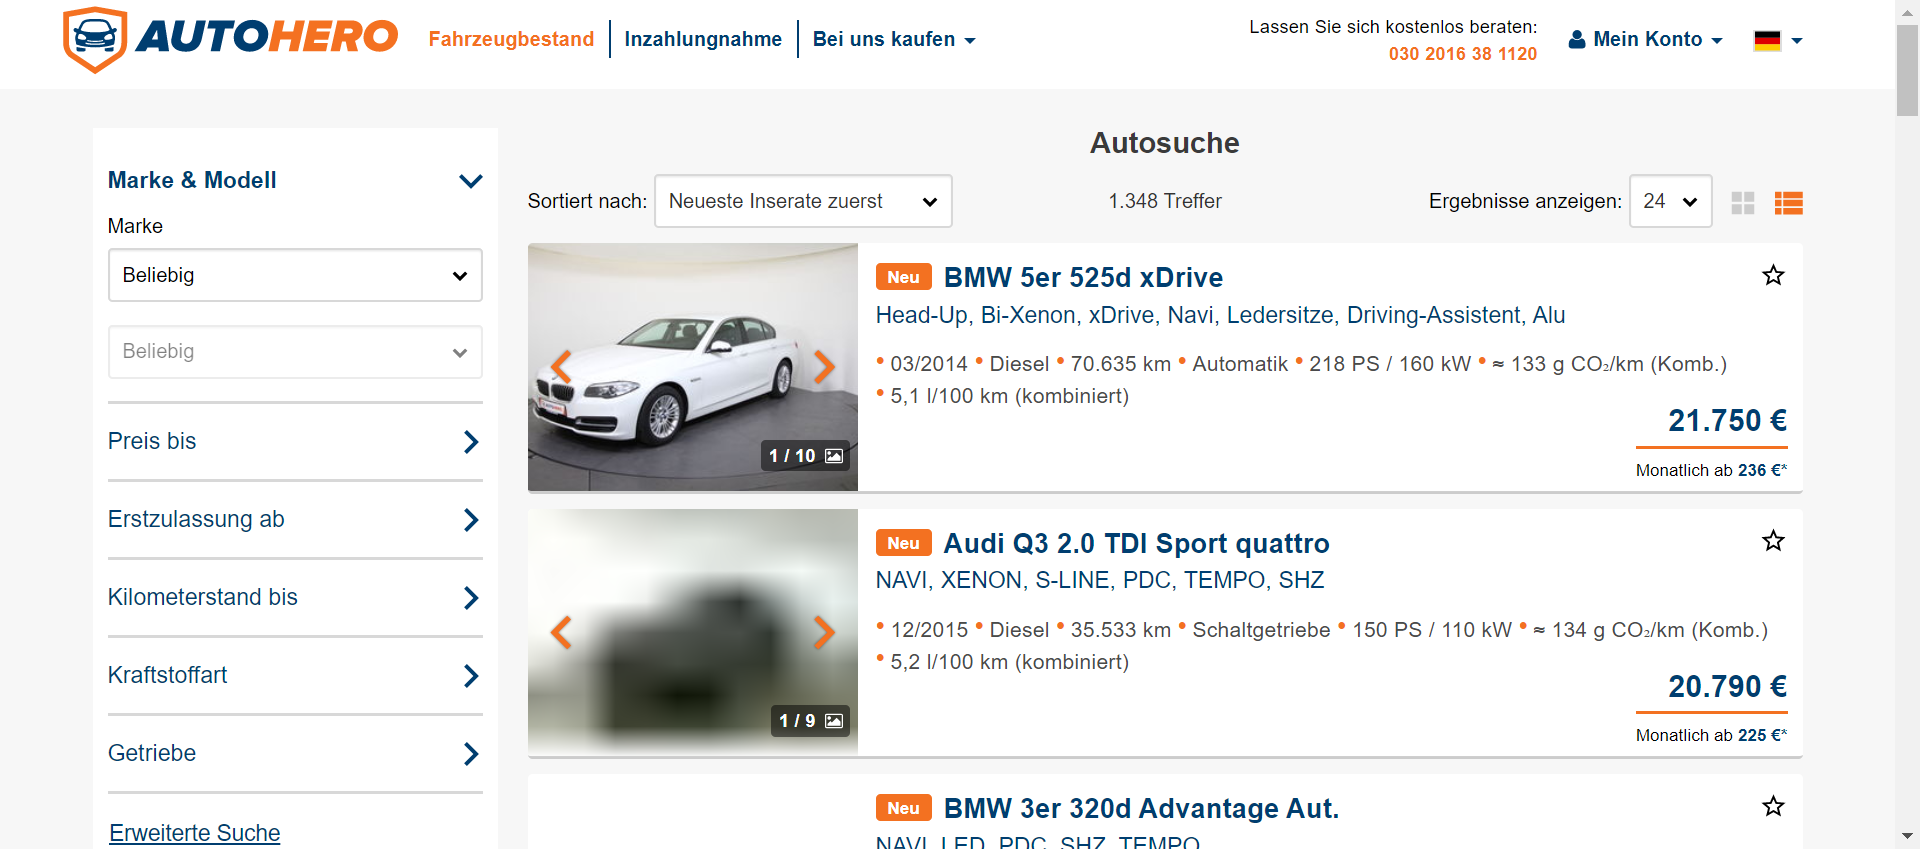 AUTOHERO
Fahrzeugbestand
Inzahlungnahme
Bei uns kaufen
Lassen Sie sich kostenlos beraten:
030 2016 38 1120
Mein Konto
Marke & Modell
Marke
Beliebig
Beliebig
Preis bis
Erstzulassung ab
Kilometerstand bis
Kraftstoffart
Getriebe
Erweiterte Suche
Autosuche
Sortiert nach: Neueste Inserate zuerst
1.348 Treffer
Ergebnisse anzeigen: 24
1 / 10
Neu BMW 5er 525d xDrive
Head-Up, Bi-Xenon, xDrive, Navi, Ledersitze, Driving-Assistent, Alu
• 03/2014 • Diesel • 70.635 km • Automatik • 218 PS / 160 kW • ≈ 133 g CO₂/km (Komb.)
• 5,1 l/100 km (kombiniert)
21.750 €
Monatlich ab 236 €*
1 / 9
Neu Audi Q3 2.0 TDI Sport quattro
NAVI, XENON, S-LINE, PDC, TEMPO, SHZ
• 12/2015 • Diesel • 35.533 km • Schaltgetriebe • 150 PS / 110 kW • ≈ 134 g CO₂/km (Komb.)
• 5,2 l/100 km (kombiniert)
20.790 €
Monatlich ab 225 €*
Neu BMW 3er 320d Advantage Aut.
NAVI, LED, PDC, SHZ, TEMPO